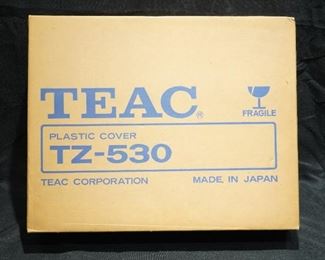 TEAC®
FRAGILE
PLASTIC COVER
TZ-530
TEAC CORPORATION MADE IN JAPAN